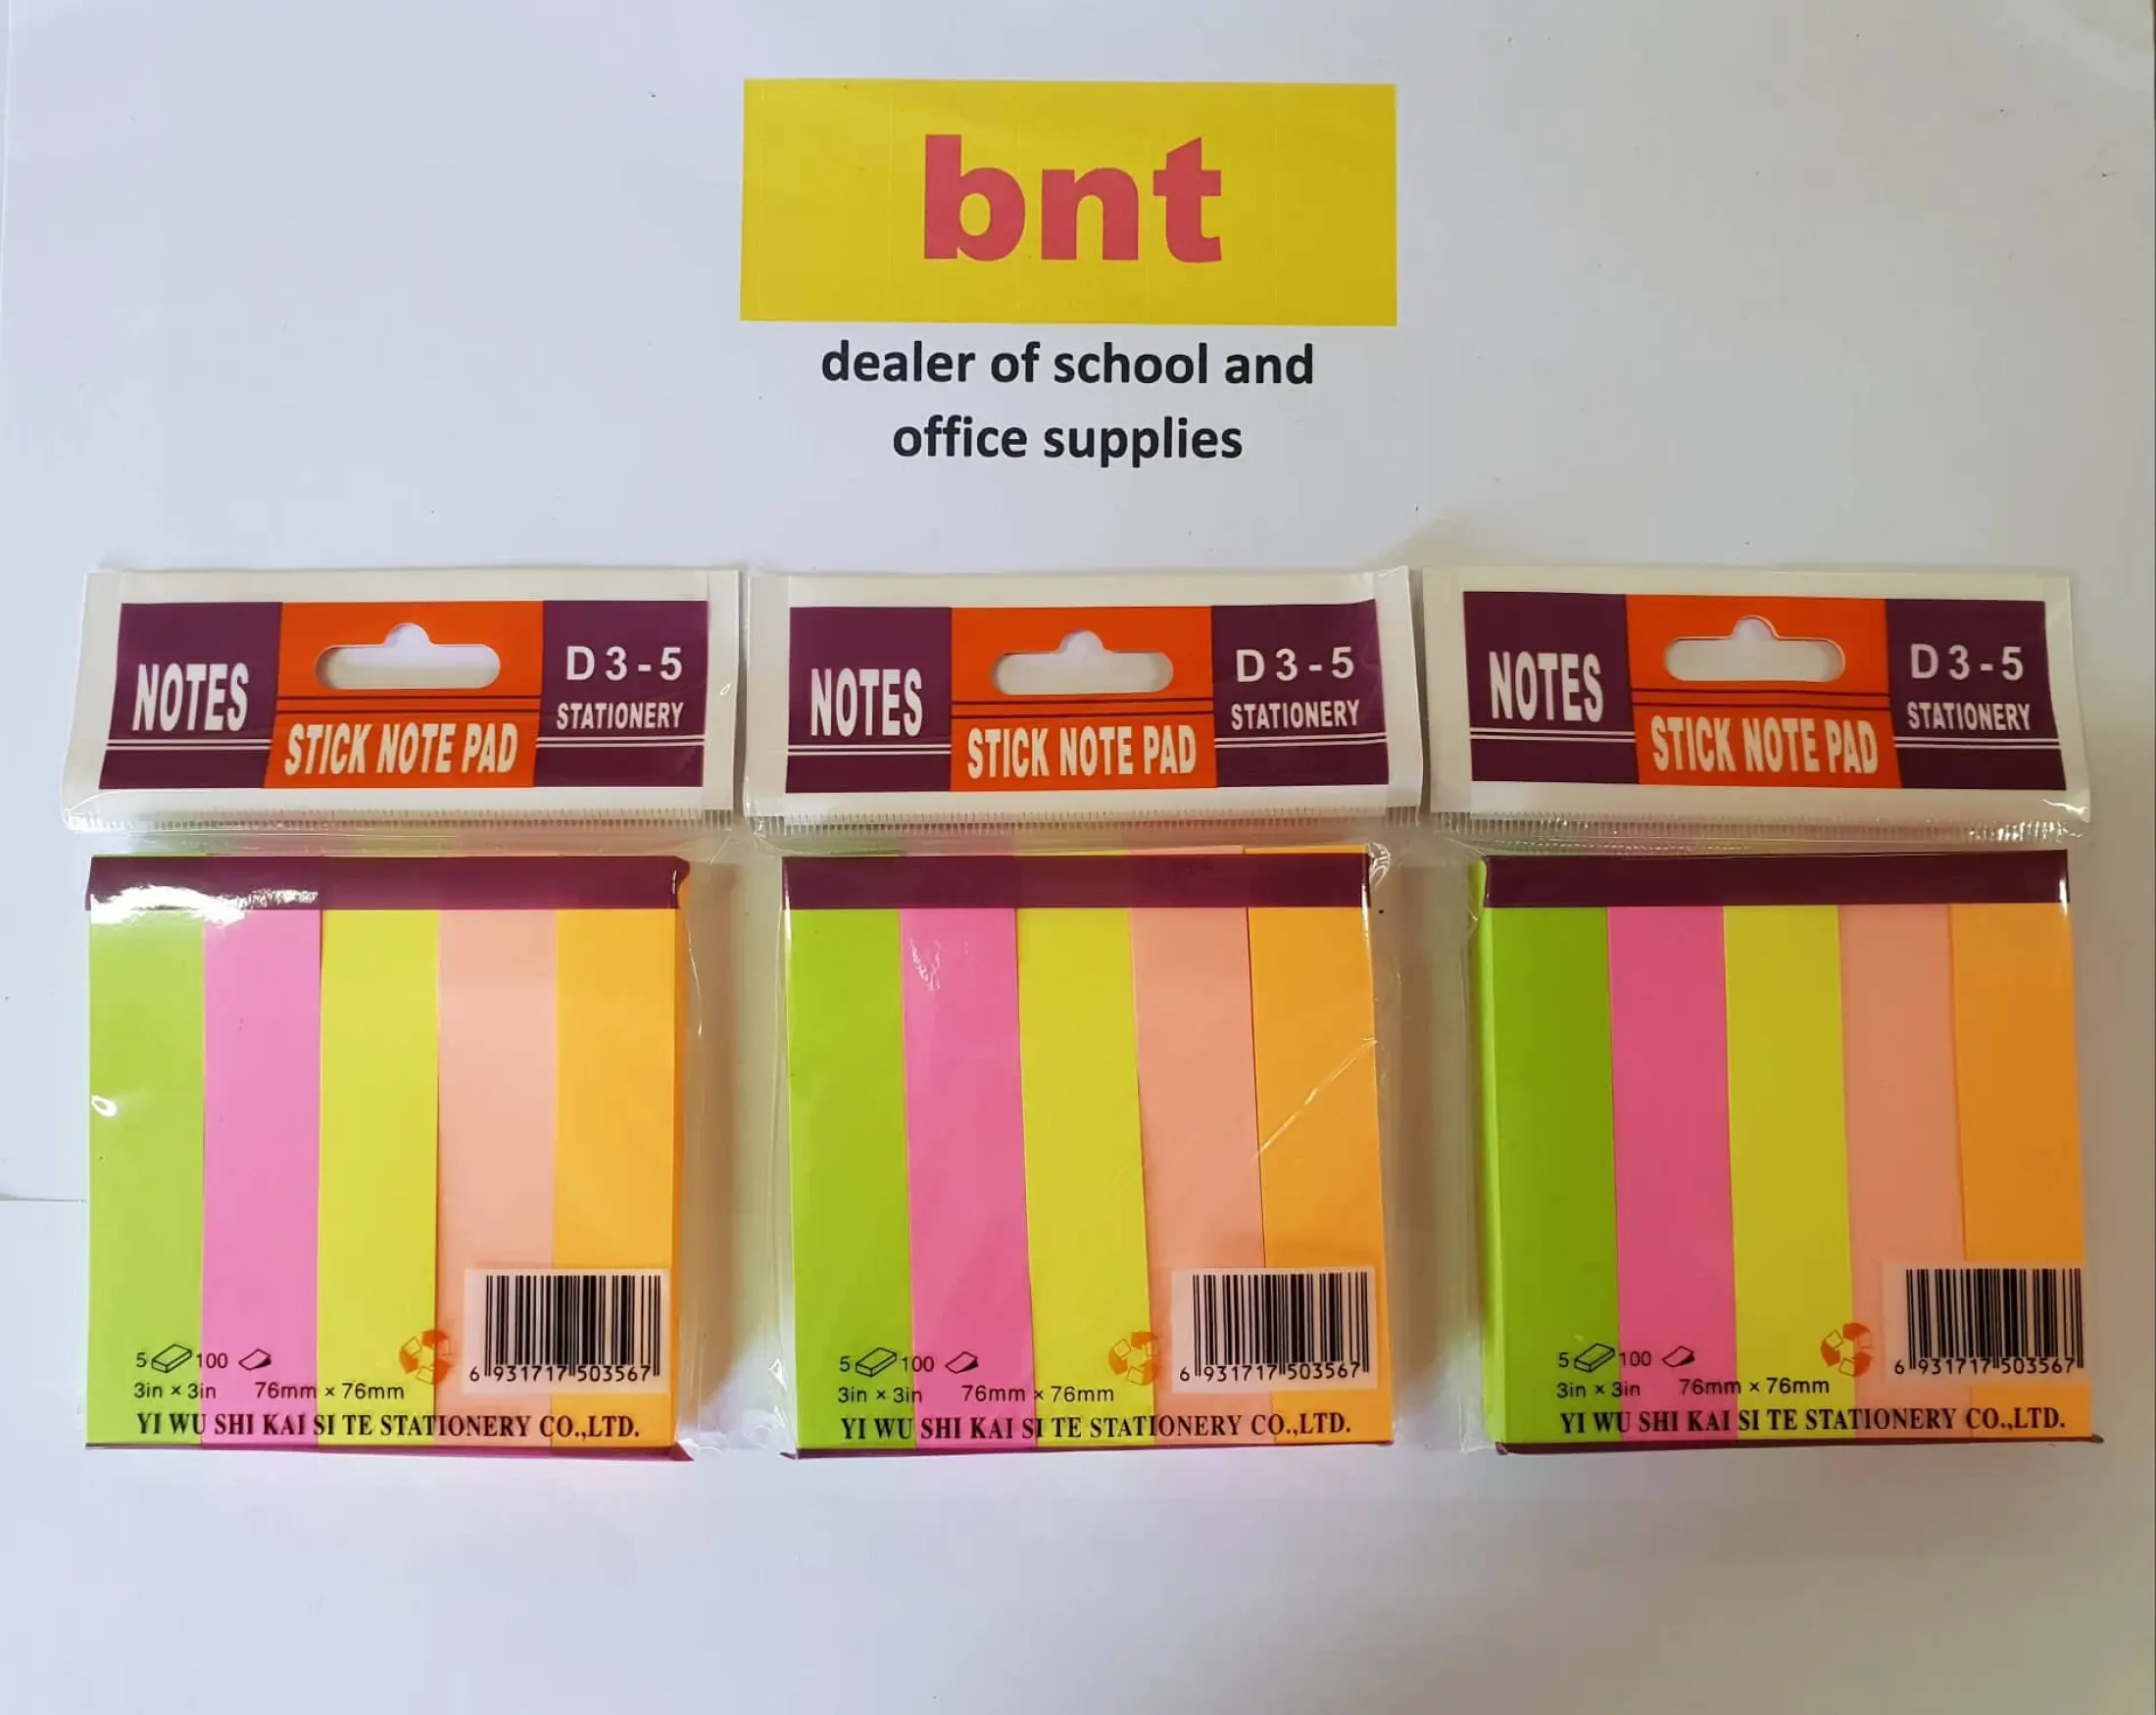 bnt
dealer of school and
office supplies
NOTES
STICK NOTE PAD
D3-5
STATIONERY
5 100
3in × 3in 76mm × 76mm
YI WU SHI KAI SI TE STATIONERY CO.,LTD.
6 931717 503567
NOTES
STICK NOTE PAD
D3-5
STATIONERY
5 100
3in × 3in 76mm × 76mm
YI WU SHI KAI SI TE STATIONERY CO.,LTD.
6 931717 503567
NOTES
STICK NOTE PAD
D3-5
STATIONERY
5 100
3in × 3in 76mm × 76mm
YI WU SHI KAI SI TE STATIONERY CO.,LTD.
6 931717 503567